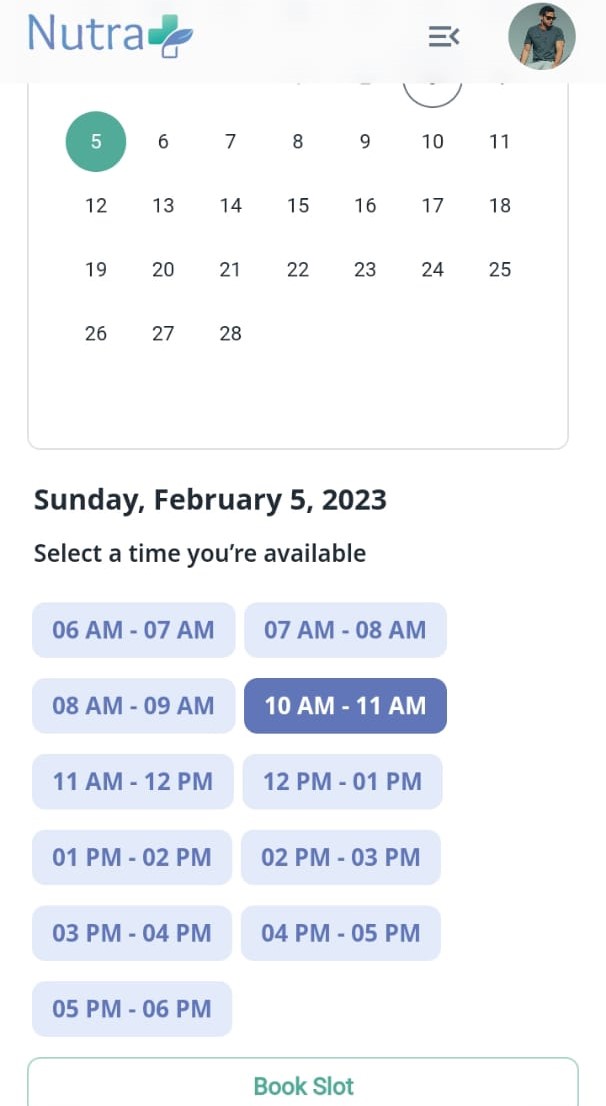 Nutra
5 6 7 8 9 10 11
12 13 14 15 16 17 18
19 20 21 22 23 24 25
26 27 28
Sunday, February 5, 2023
Select a time you’re available
06 AM - 07 AM 07 AM - 08 AM
08 AM - 09 AM 10 AM - 11 AM
11 AM - 12 PM 12 PM - 01 PM
01 PM - 02 PM 02 PM - 03 PM
03 PM - 04 PM 04 PM - 05 PM
05 PM - 06 PM
Book Slot